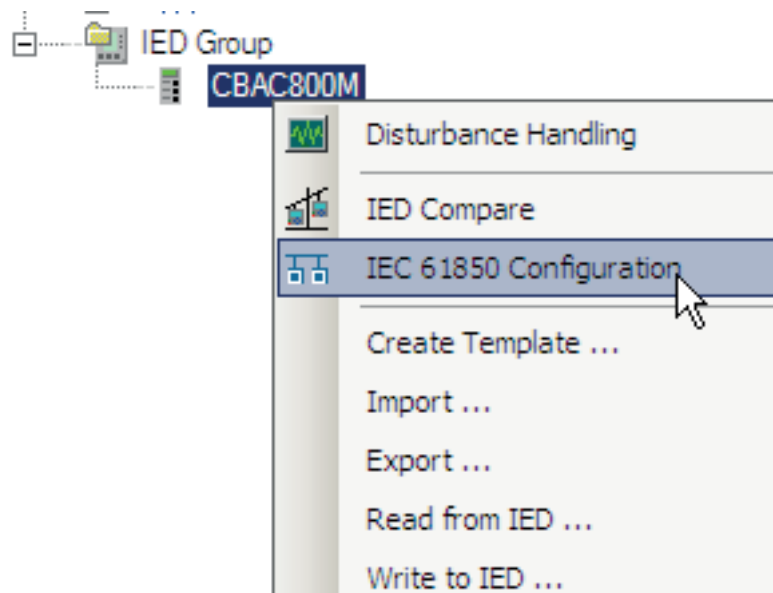 IED Group
CBAC800M
Disturbance Handling
IED Compare
IEC 61850 Configuration
Create Template ...
Import ...
Export ...
Read from IED ...
Write to IED ...